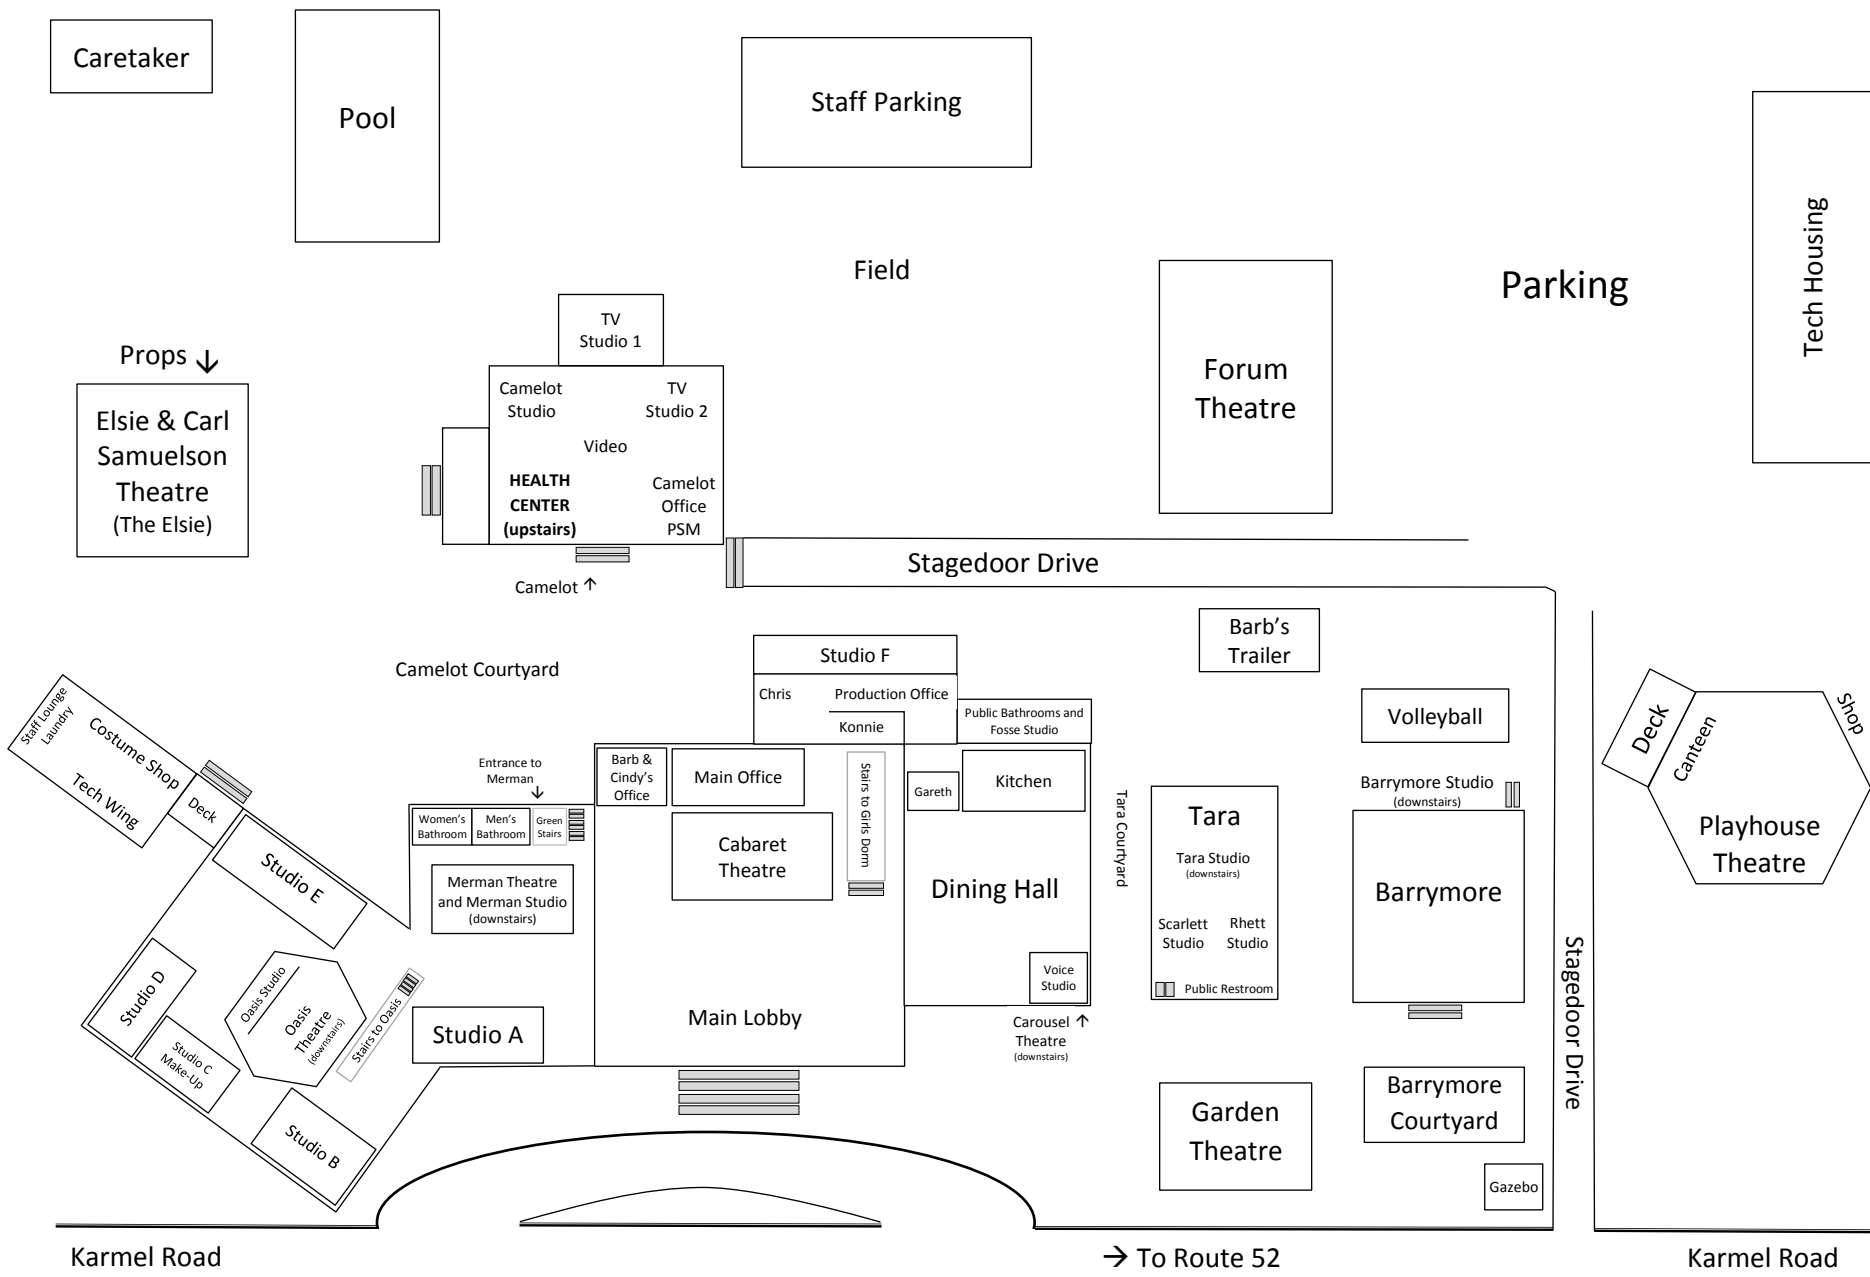 Caretaker
Pool
Staff Parking
Tech Housing
Field
Parking
TV
Studio 1
Props ↓
Elsie & Carl
Samuelson
Theatre
(The Elsie)
Camelot
Studio
TV
Studio 2
Video
HEALTH
CENTER
(upstairs)
Camelot
Office
PSM
Camelot ↑
Forum
Theatre
Stagedoor Drive
Barb's
Trailer
Camelot Courtyard
Studio F
Chris
Production Office
Konnie
Public Bathrooms and
Fosse Studio
Volleyball
Deck
Canteen
Shop
Playhouse
Theatre
Staff Lounge
Laundry
Costume Shop
Tech Wing
Deck
Entrance to
Merman
↓
Barb &
Cindy's
Office
Main Office
Stairs to Girls Dorm
Gareth
Kitchen
Tara Courtyard
Tara
Tara Studio
(downstairs)
Scarlett
Studio
Rhett
Studio
Public Restroom
Barrymore Studio
(downstairs)
Barrymore
Women's
Bathroom
Men's
Bathroom
Green
Stairs
Cabaret
Theatre
Dining Hall
Studio E
Merman Theatre
and Merman Studio
(downstairs)
Studio D
Oasis Studio
Oasis
Theatre
(downstairs)
Stairs to Oasis
Studio C
Make-Up
Studio B
Studio A
Main Lobby
Voice
Studio
Carousel ↑
Theatre
(downstairs)
Stagedoor Drive
Garden
Theatre
Barrymore
Courtyard
Gazebo
Karmel Road
→ To Route 52
Karmel Road